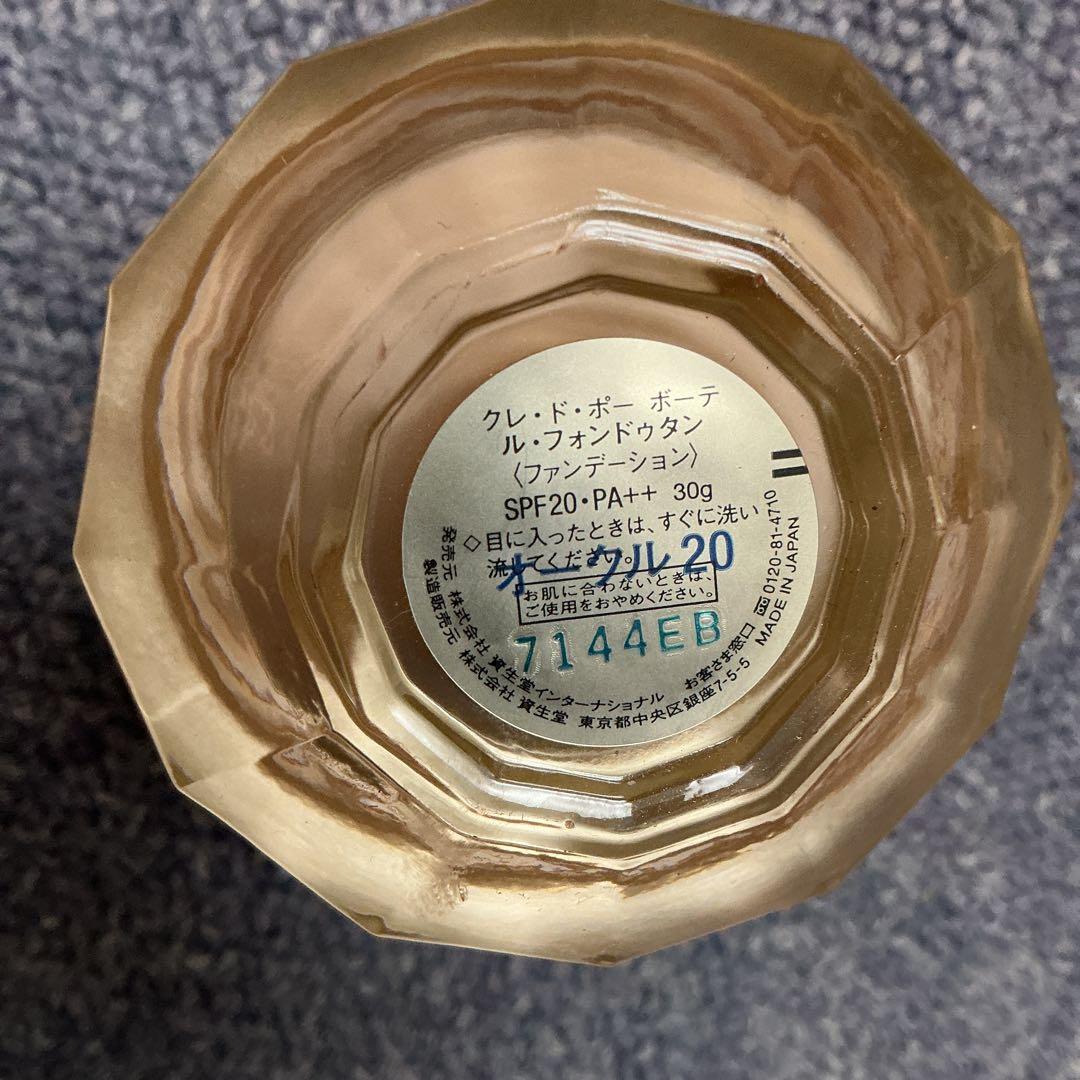 クレ・ド・ポー ボーテ
ル・フォンドゥタン
〈ファンデーション〉
SPF20・PA++ 30g
◇目に入ったときは、すぐに洗い
流してください。
オークル20
お肌に合わないときは、
ご使用をおやめください。
7144EB
発売元 株式会社 資生堂インターナショナル お客さま窓口 0120-81-4710
製造販売元 株式会社 資生堂 東京都中央区銀座7-5-5 MADE IN JAPAN